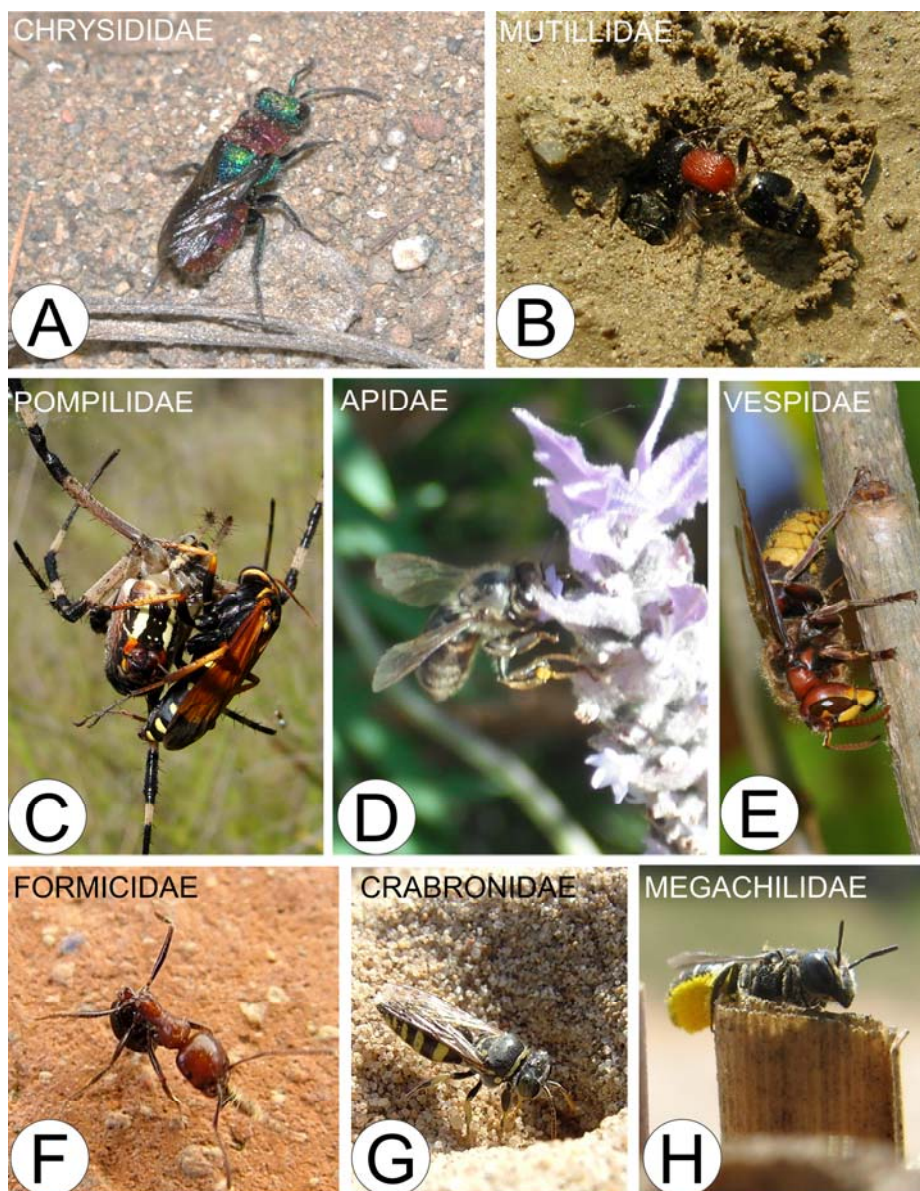 CHRYSIDIDAE
A
MUTILLIDAE
B
POMPILIDAE
C
APIDAE
D
VESPIDAE
E
FORMICIDAE
F
CRABRONIDAE
G
MEGACHILIDAE
H